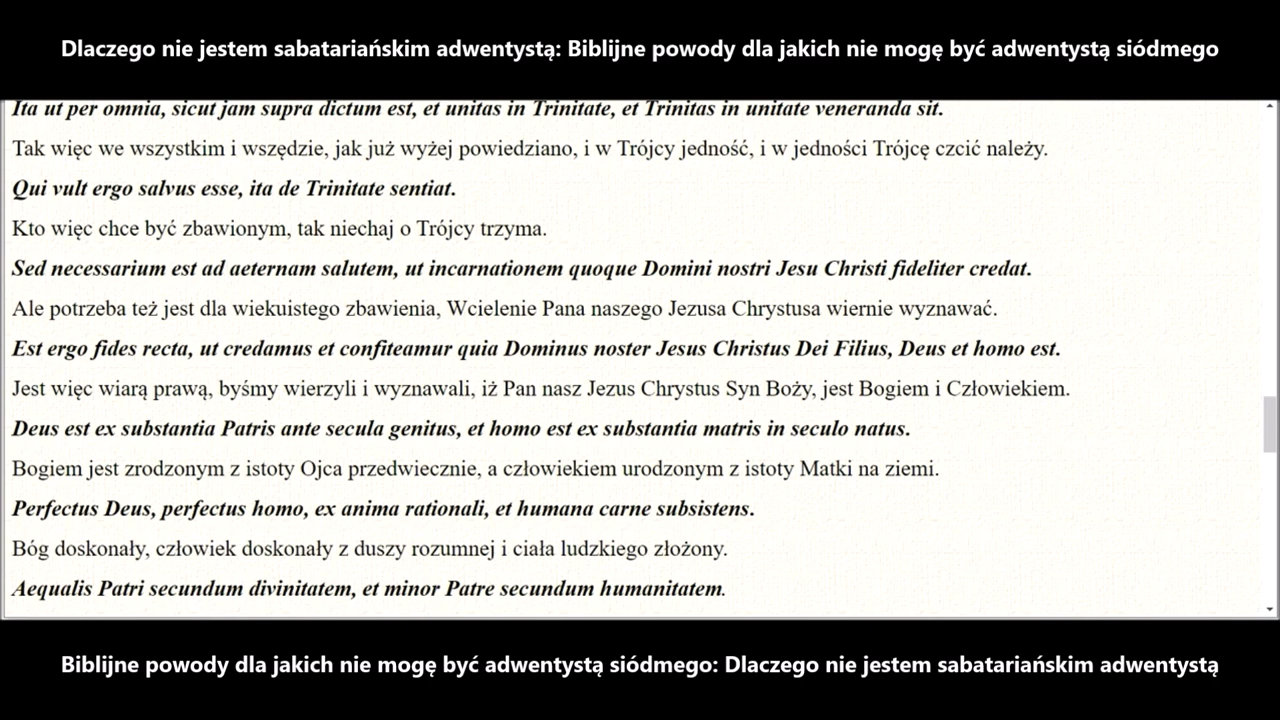 Dlaczego nie jestem sabatariańskim adwentystą: Biblijne powody dla jakich nie mogę być adwentystą siódmego
Ita ut per omnia, sicut jam supra dictum est, et unitas in Trinitate, et Trinitas in unitate veneranda sit.
Tak więc we wszystkim i wszędzie, jak już wyżej powiedziano, i w Trójcy jedność, i w jedności Trójcę czcić należy.
Qui vult ergo salvus esse, ita de Trinitate sentiat.
Kto więc chce być zbawionym, tak niechaj o Trójcy trzyma.
Sed necessarium est ad aeternam salutem, ut incarnationem quoque Domini nostri Jesu Christi fideliter credat.
Ale potrzeba też jest dla wiekuistego zbawienia, Wcielenie Pana naszego Jezusa Chrystusa wiernie wyznawać.
Est ergo fides recta, ut credamus et confiteamur quia Dominus noster Jesus Christus Dei Filius, Deus et homo est.
Jest więc wiarą prawą, byśmy wierzyli i wyznawali, iż Pan nasz Jezus Chrystus Syn Boży, jest Bogiem i Człowiekiem.
Deus est ex substantia Patris ante secula genitus, et homo est ex substantia matris in seculo natus.
Bogiem jest zrodzonym z istoty Ojca przedwiecznie, a człowiekiem urodzonym z istoty Matki na ziemi.
Perfectus Deus, perfectus homo, ex anima rationali, et humana carne subsistens.
Bóg doskonały, człowiek doskonały z duszy rozumnej i ciała ludzkiego złożony.
Aequalis Patri secundum divinitatem, et minor Patre secundum humanitatem.
Biblijne powody dla jakich nie mogę być adwentystą siódmego: Dlaczego nie jestem sabatariańskim adwentystą